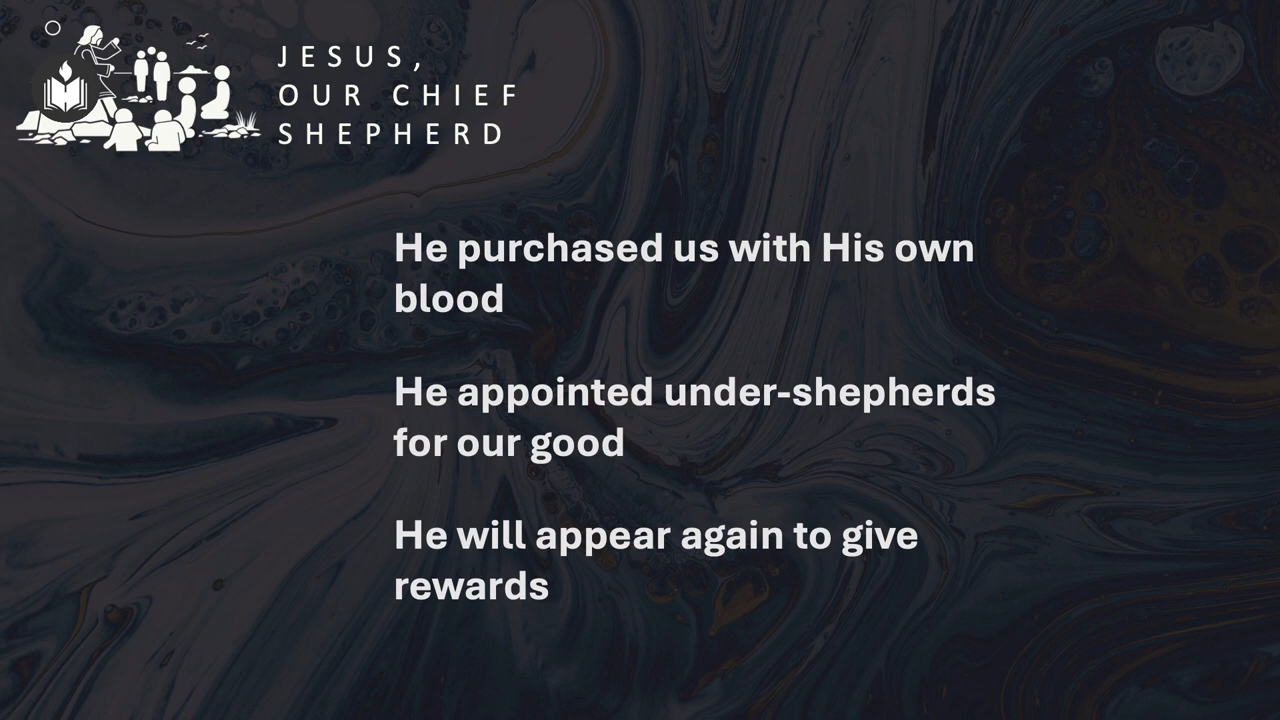 JESUS,
OUR CHIEF
SHEPHERD
He purchased us with His own
blood
He appointed under-shepherds
for our good
He will appear again to give
rewards